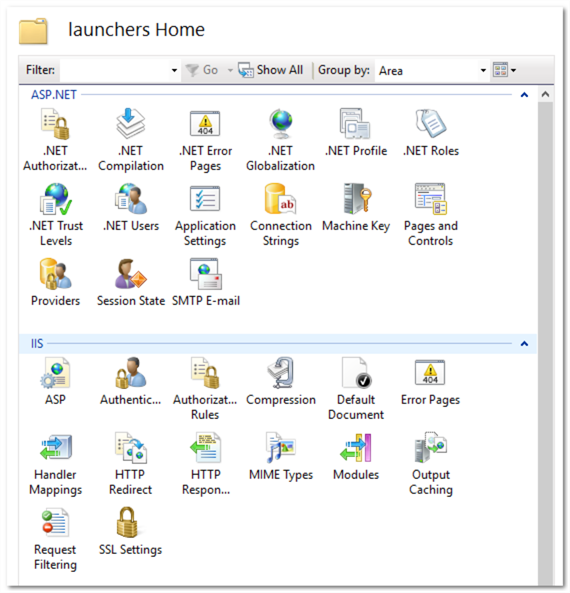 launchers Home
Filter: Go Show All Group by: Area
ASP.NET
.NET Authorizat...
.NET Compilation
.NET Error Pages
.NET Globalization
.NET Profile
.NET Roles
.NET Trust Levels
.NET Users
Application Settings
Connection Strings
Machine Key
Pages and Controls
Providers
Session State
SMTP E-mail
IIS
ASP
Authentic...
Authorizat... Rules
Compression
Default Document
Error Pages
Handler Mappings
HTTP Redirect
HTTP Respon...
MIME Types
Modules
Output Caching
Request Filtering
SSL Settings